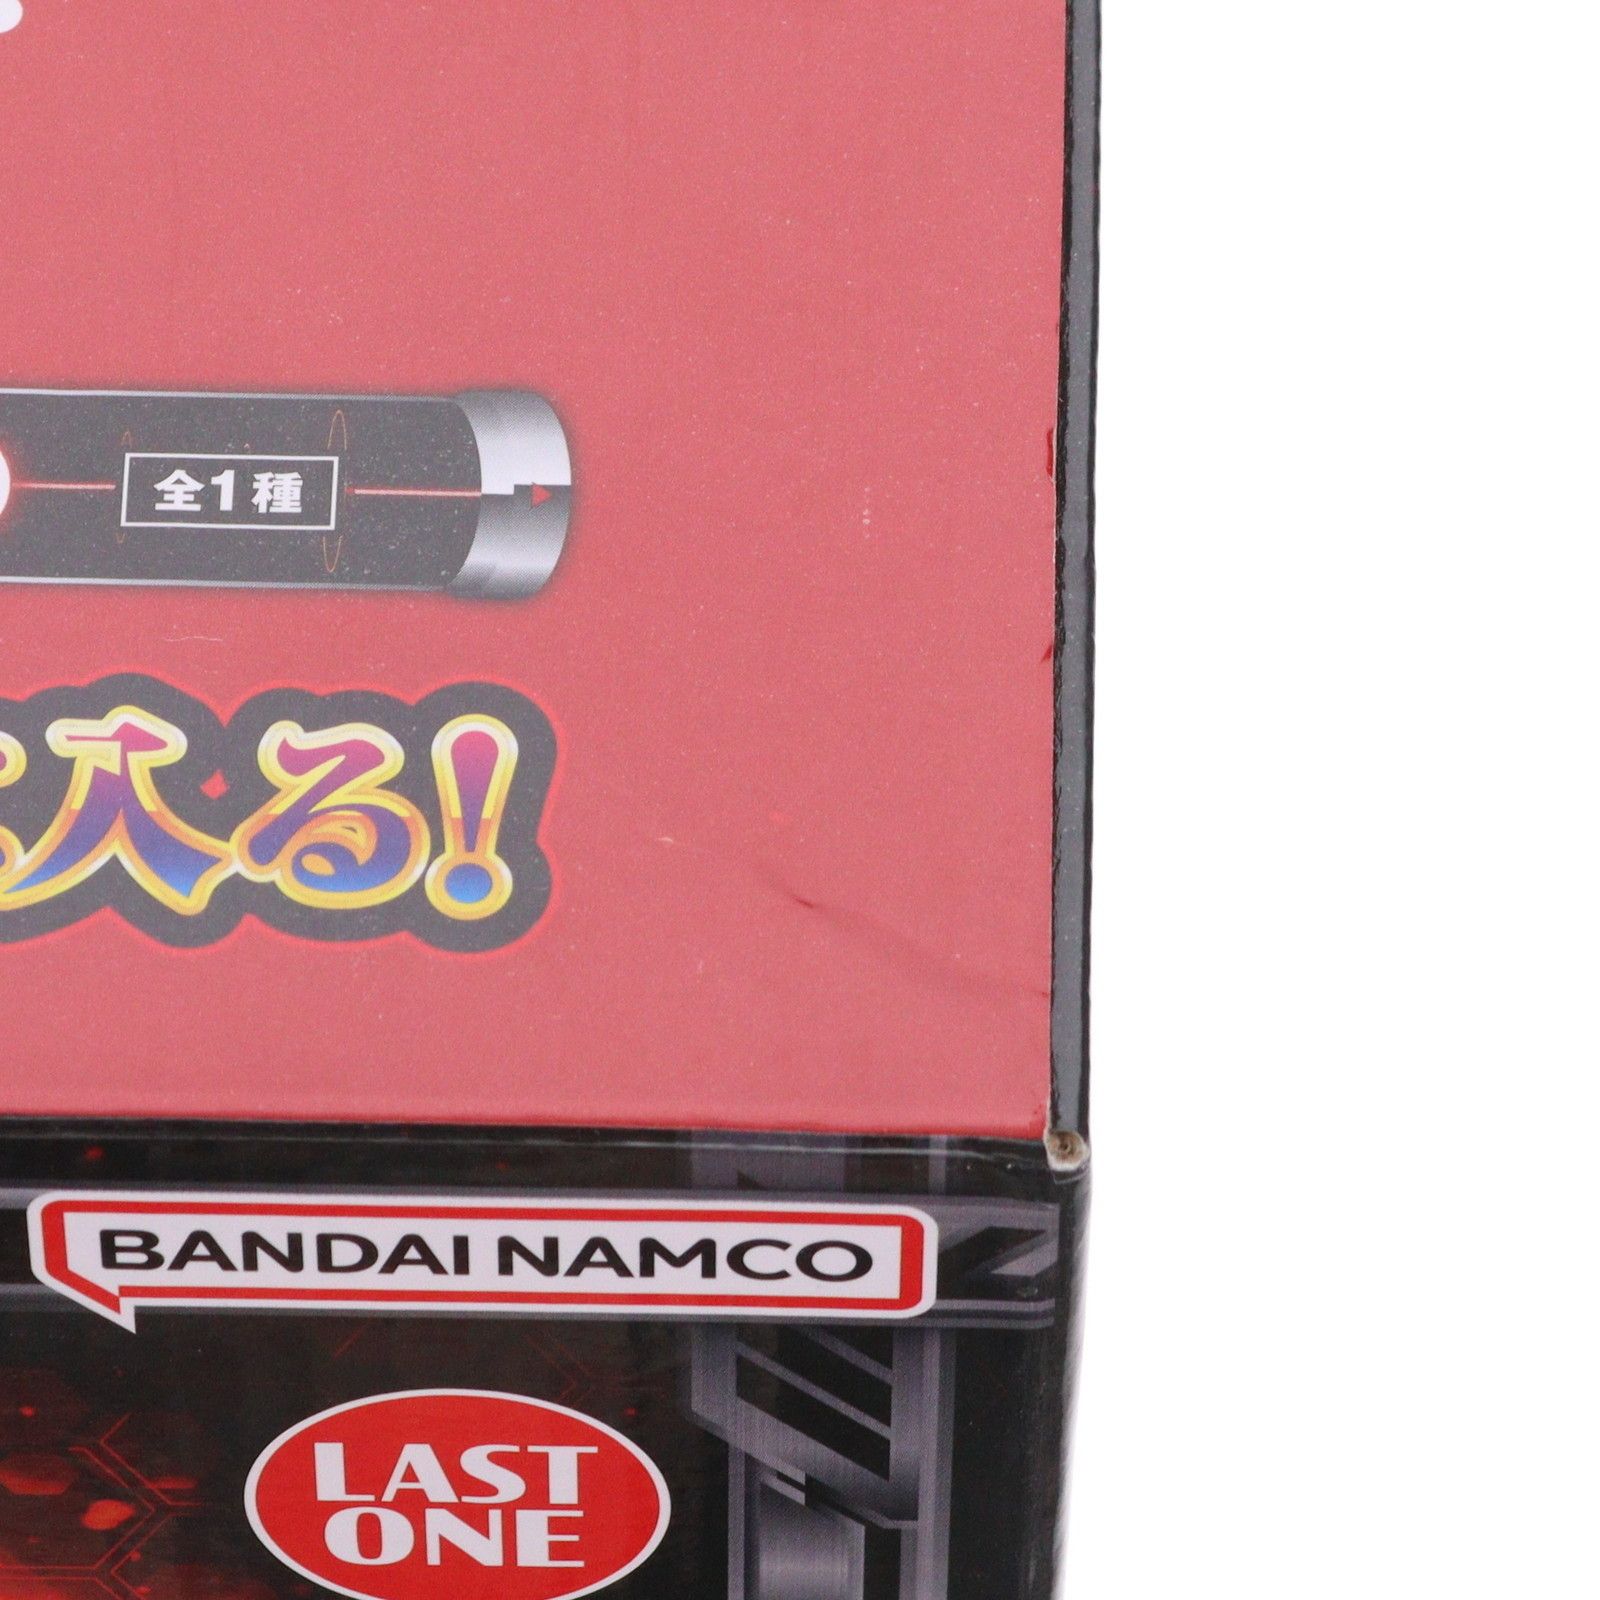 全1種
入る!
BANDAI NAMCO
LAST
ONE